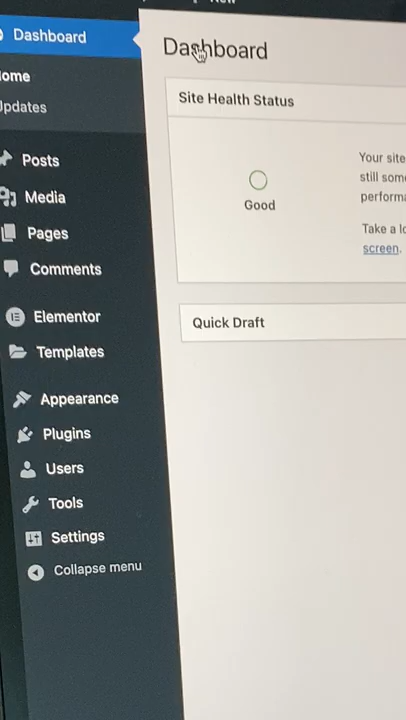 Dashboard
ome
Updates
Posts
Media
Pages
Comments
Elementor
Templates
Appearance
Plugins
Users
Tools
Settings
Collapse menu
Dashboard
Site Health Status
Good
Your site
still som
performa
Take a lo
screen.
Quick Draft